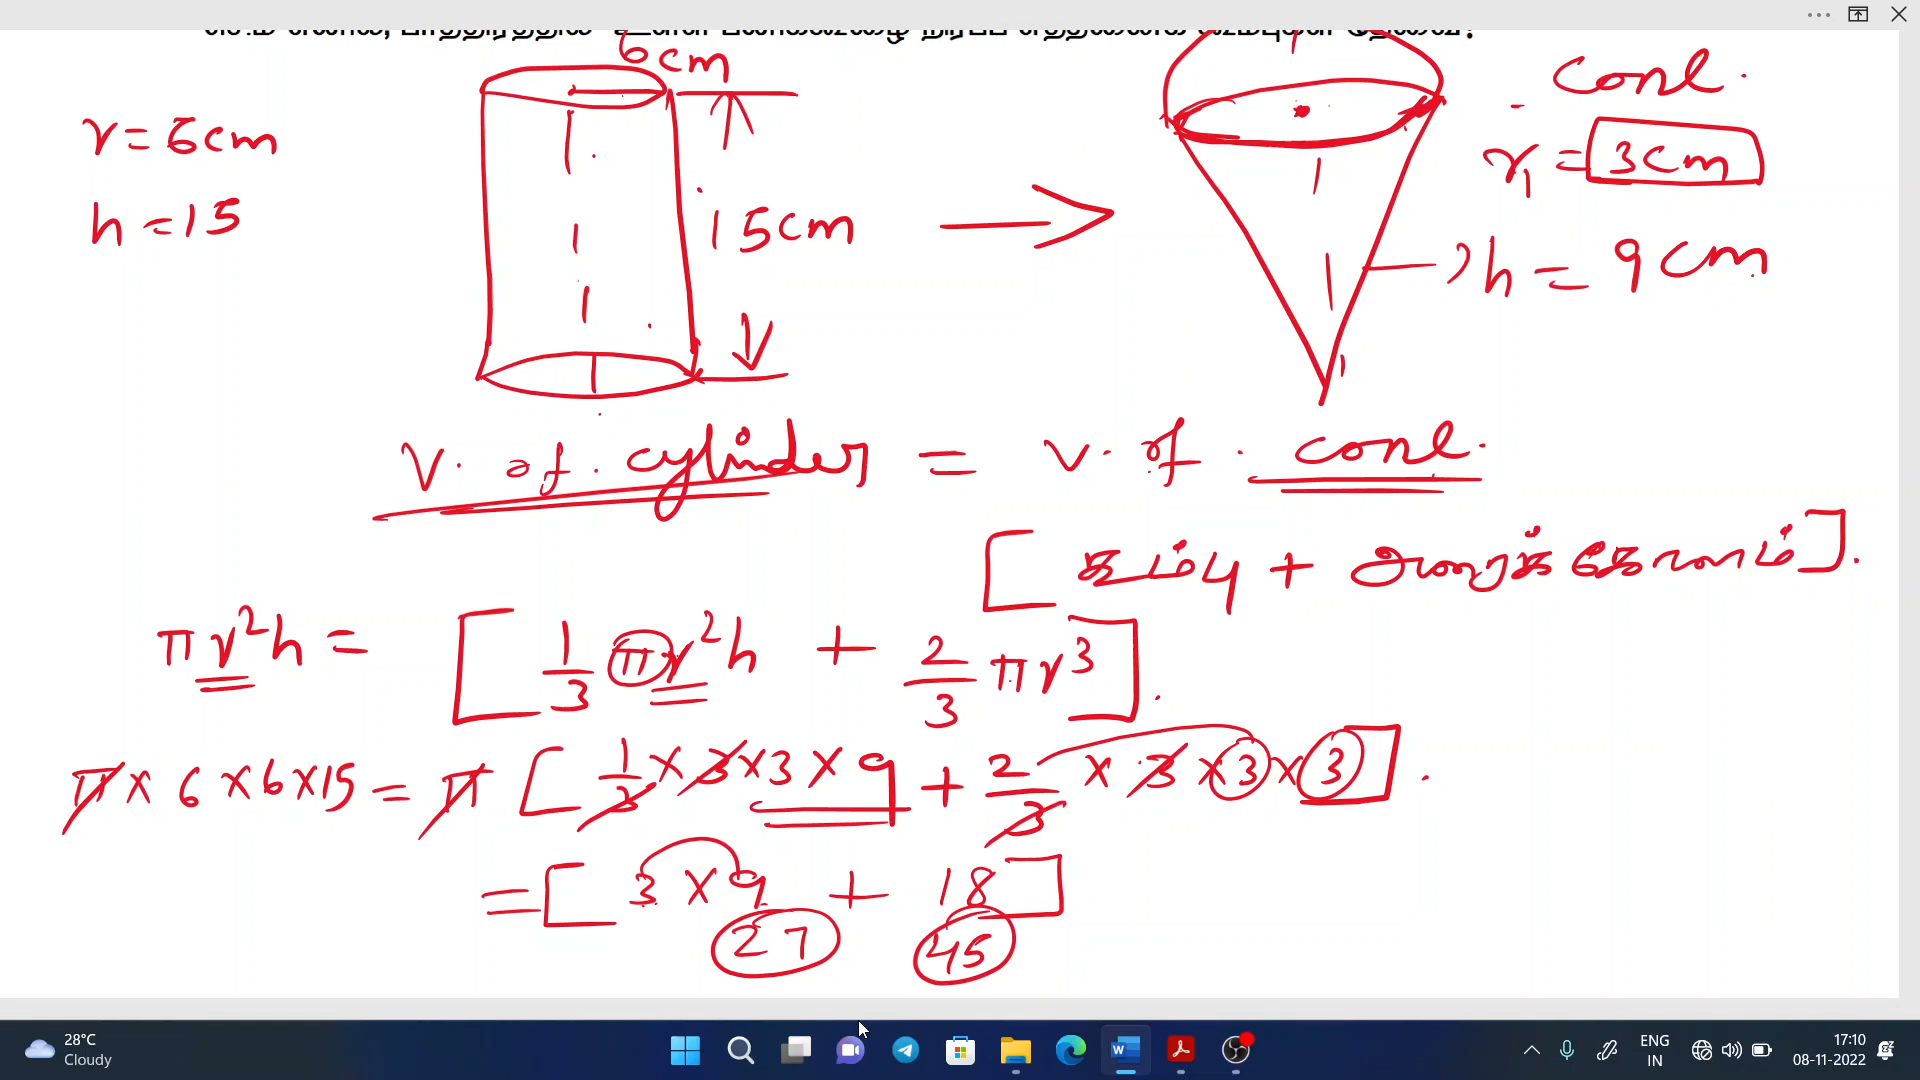 6cm
r = 6cm
h = 15
15cm
Cone.
r₁ = 3cm
h = 9cm
V. of. cylinder = V. of. cone.
[கூம்பு + அரைக்கோளம்].
πr²h = [1/3 πr²h + 2/3 πr³].
π × 6 × 6 × 15 = π [1/3 × 3 × 3 × 9 + 2/3 × 3 × 3 × 3].
= [3 × 9 + 18]
27 45
28°C
Cloudy
ENG
IN
17:10
08-11-2022